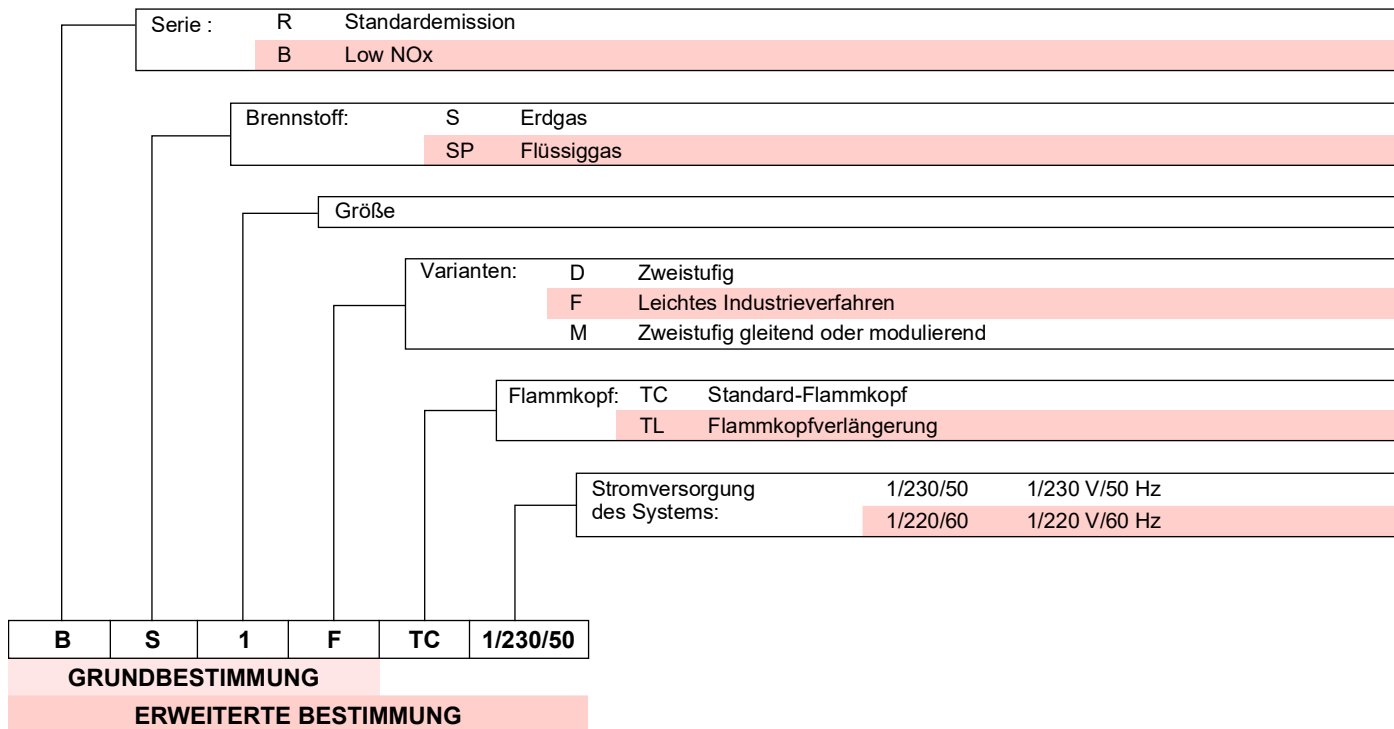 Serie : R Standardemission
B Low NOx
Brennstoff: S Erdgas
SP Flüssiggas
Größe
Varianten: D Zweistufig
F Leichtes Industrieverfahren
M Zweistufig gleitend oder modulierend
Flammkopf: TC Standard-Flammkopf
TL Flammkopfverlängerung
Stromversorgung des Systems: 1/230/50 1/230 V/50 Hz
1/220/60 1/220 V/60 Hz
B S 1 F TC 1/230/50
GRUNDBESTIMMUNG
ERWEITERTE BESTIMMUNG